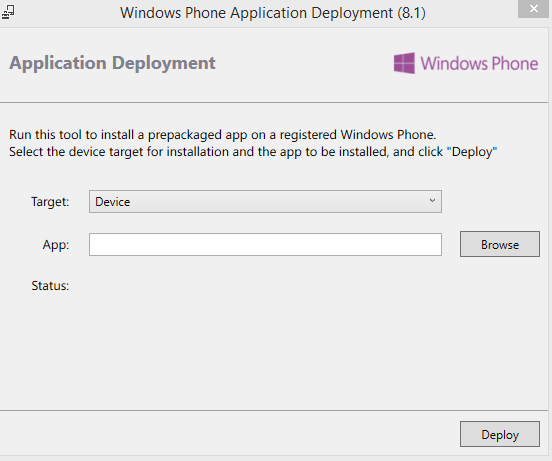 Windows Phone Application Deployment (8.1)
Application Deployment
Windows Phone
Run this tool to install a prepackaged app on a registered Windows Phone.
Select the device target for installation and the app to be installed, and click "Deploy"
Target: Device
App: Browse
Status:
Deploy